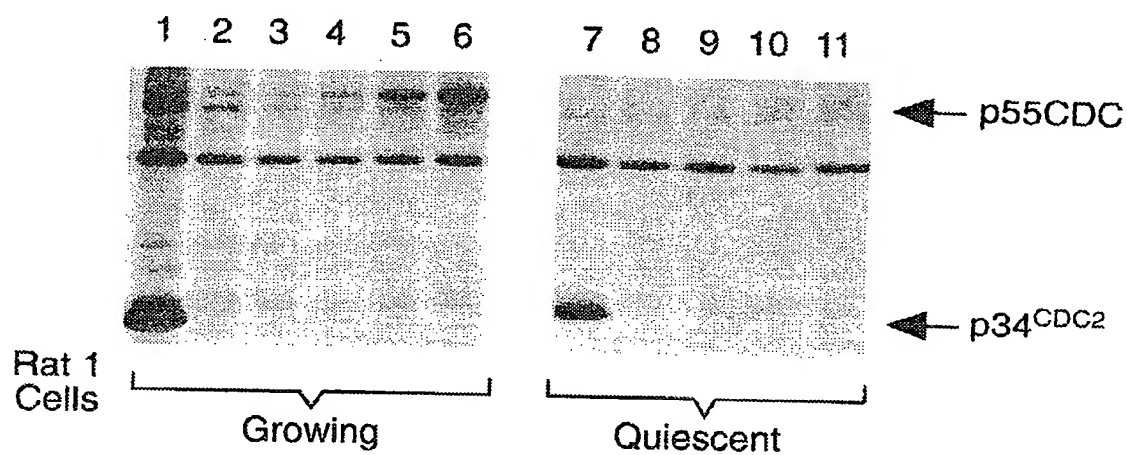 1 2 3 4 5 6 7 8 9 10 11
p55CDC
p34CDC2
Rat 1
Cells
Growing
Quiescent